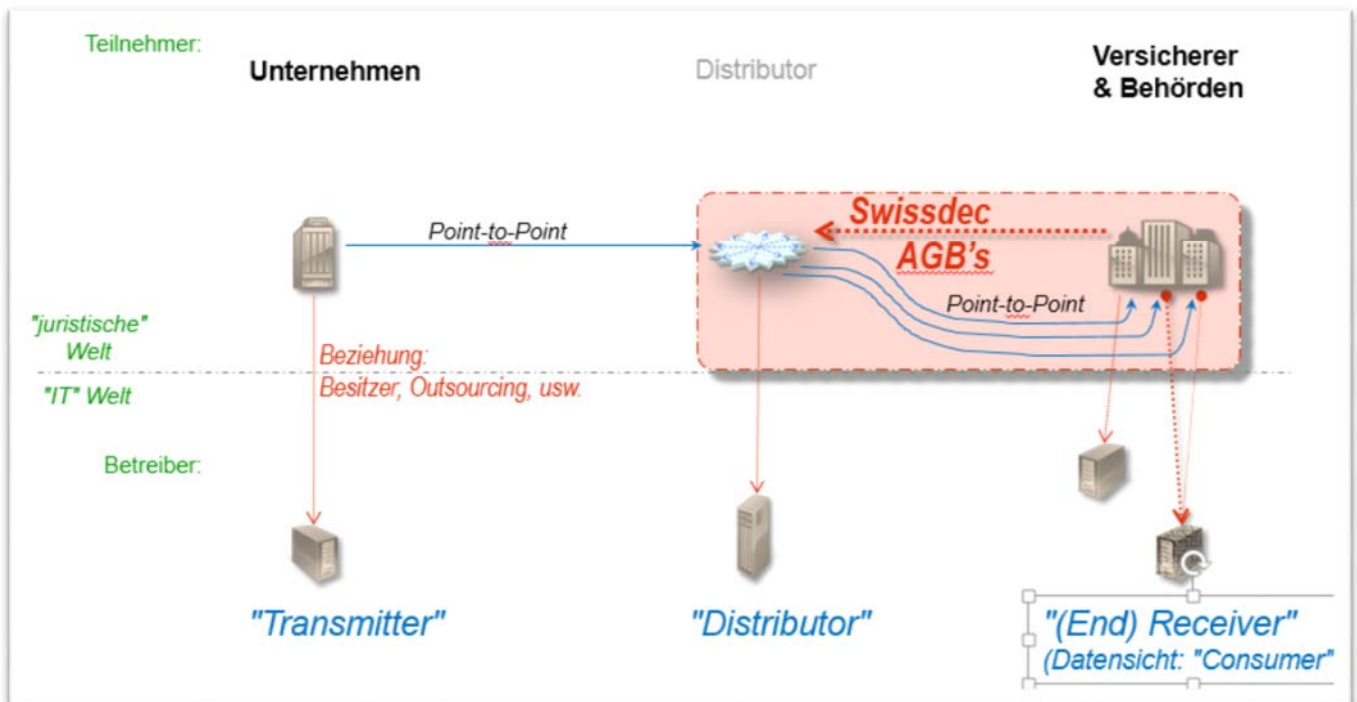 Teilnehmer:
Unternehmen
Distributor
Versicherer
& Behörden
Swissdec
Point-to-Point
AGB's
Point-to-Point
"juristische"
Welt
Beziehung:
"IT" Welt
Besitzer, Outsourcing, usw.
Betreiber:
"Transmitter"
"Distributor"
"(End) Receiver"
(Datensicht: "Consumer"